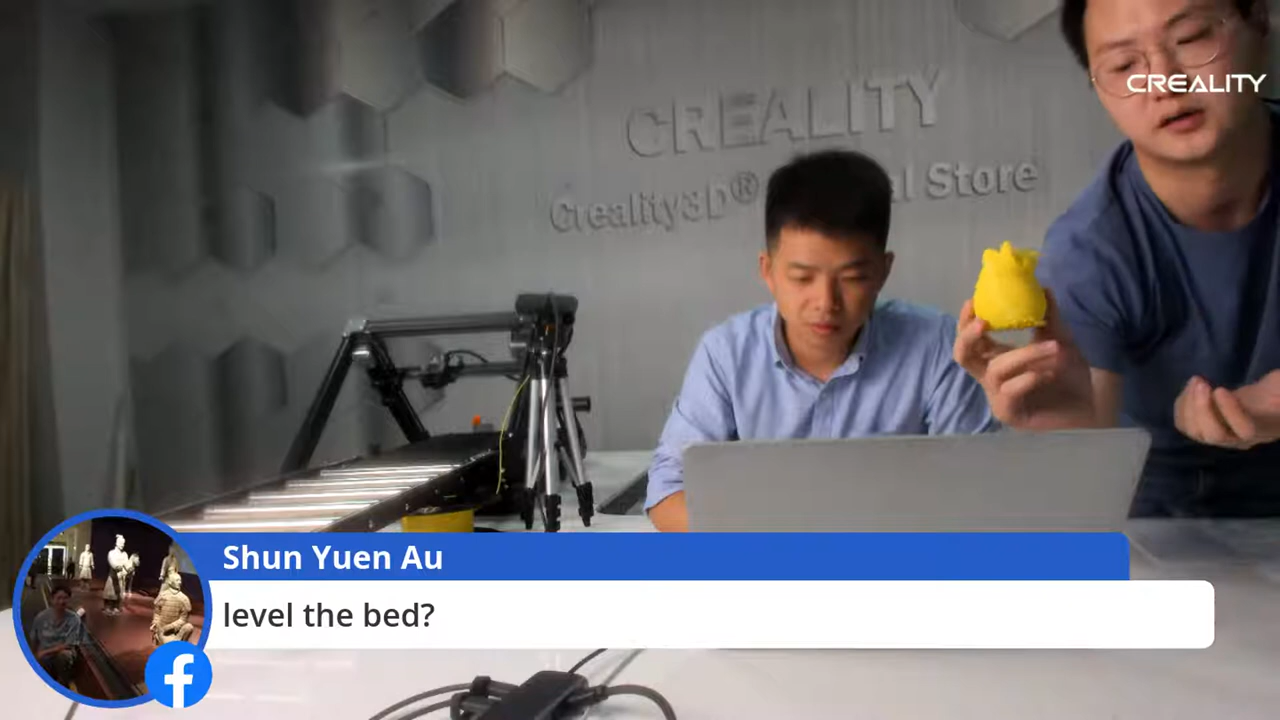 CREALITY
CREALITY
Creality3D® l Store
Shun Yuen Au
level the bed?